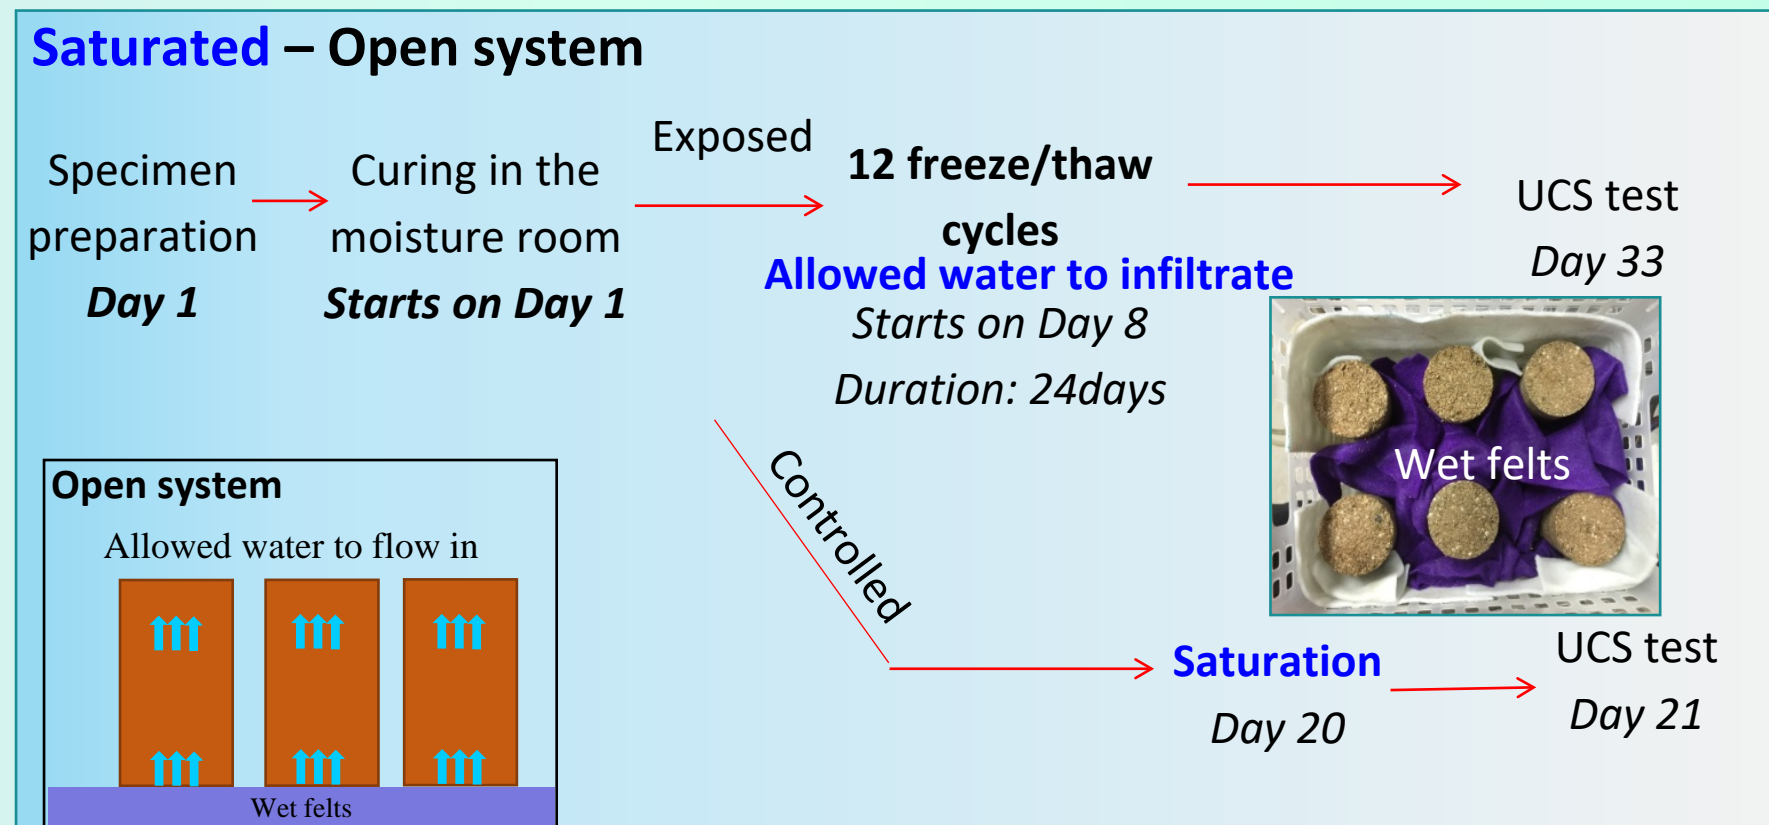 Saturated – Open system
Specimen
preparation
Day 1
Curing in the
moisture room
Starts on Day 1
Exposed
12 freeze/thaw
cycles
Allowed water to infiltrate
Starts on Day 8
Duration: 24days
UCS test
Day 33
Wet felts
Controlled
Saturation
Day 20
UCS test
Day 21
Open system
Allowed water to flow in
Wet felts